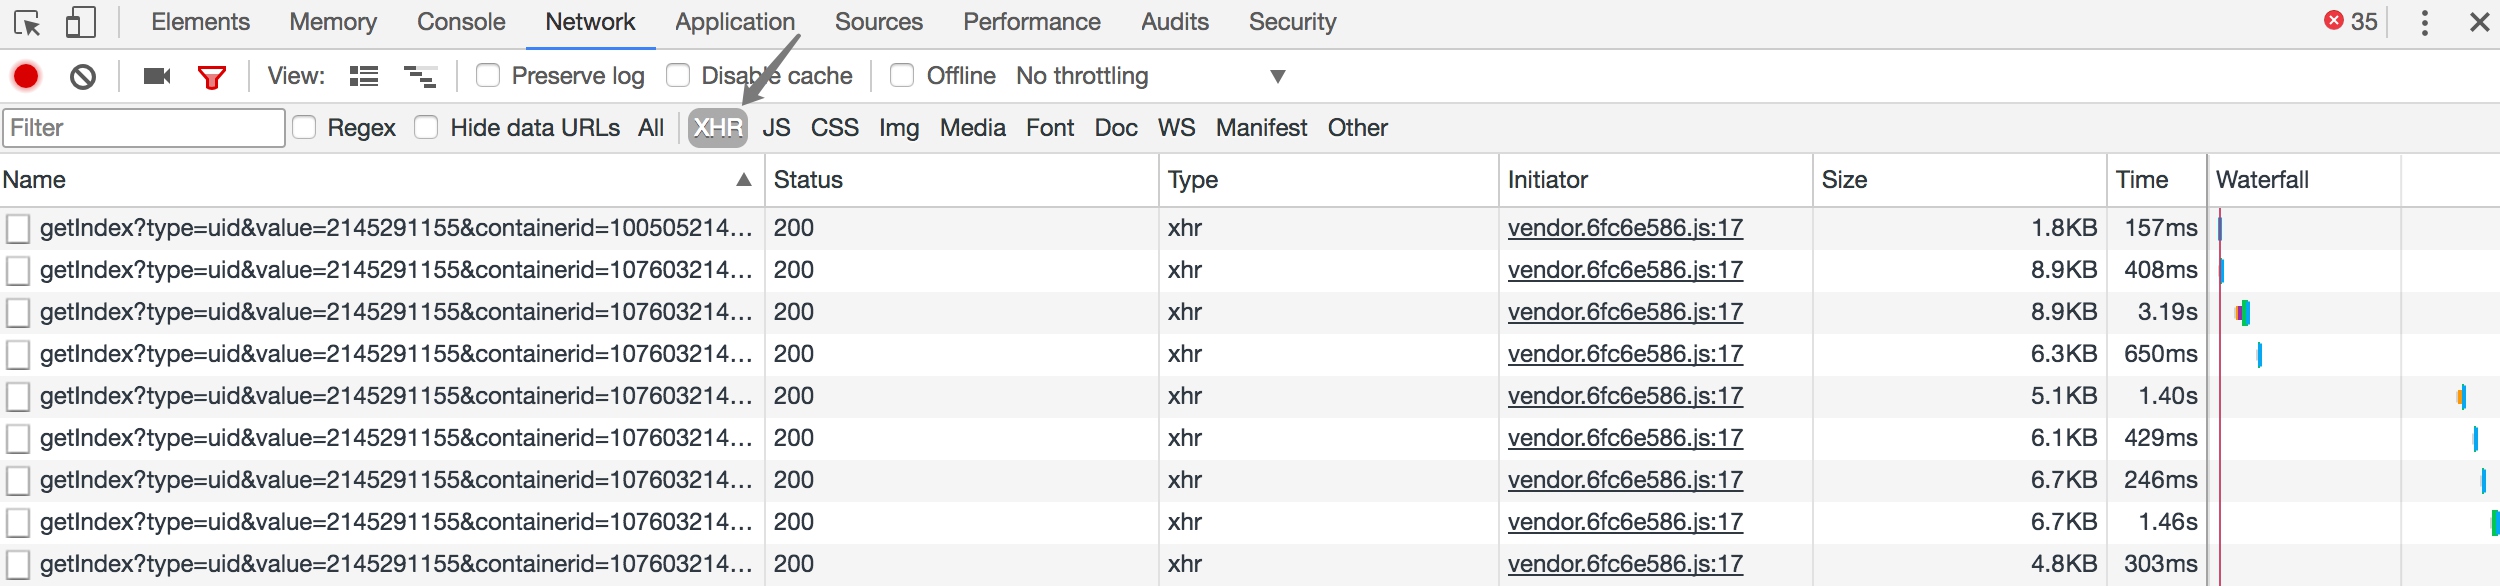 Elements Memory Console Network Application Sources Performance Audits Security 35
View: Preserve log Disable cache Offline No throttling
Filter Regex Hide data URLs All XHR JS CSS Img Media Font Doc WS Manifest Other
Name Status Type Initiator Size Time Waterfall
getIndex?type=uid&value=2145291155&containerid=100505214... 200 xhr vendor.6fc6e586.js:17 1.8KB 157ms
getIndex?type=uid&value=2145291155&containerid=107603214... 200 xhr vendor.6fc6e586.js:17 8.9KB 408ms
getIndex?type=uid&value=2145291155&containerid=107603214... 200 xhr vendor.6fc6e586.js:17 8.9KB 3.19s
getIndex?type=uid&value=2145291155&containerid=107603214... 200 xhr vendor.6fc6e586.js:17 6.3KB 650ms
getIndex?type=uid&value=2145291155&containerid=107603214... 200 xhr vendor.6fc6e586.js:17 5.1KB 1.40s
getIndex?type=uid&value=2145291155&containerid=107603214... 200 xhr vendor.6fc6e586.js:17 6.1KB 429ms
getIndex?type=uid&value=2145291155&containerid=107603214... 200 xhr vendor.6fc6e586.js:17 6.7KB 246ms
getIndex?type=uid&value=2145291155&containerid=107603214... 200 xhr vendor.6fc6e586.js:17 6.7KB 1.46s
getIndex?type=uid&value=2145291155&containerid=107603214... 200 xhr vendor.6fc6e586.js:17 4.8KB 303ms